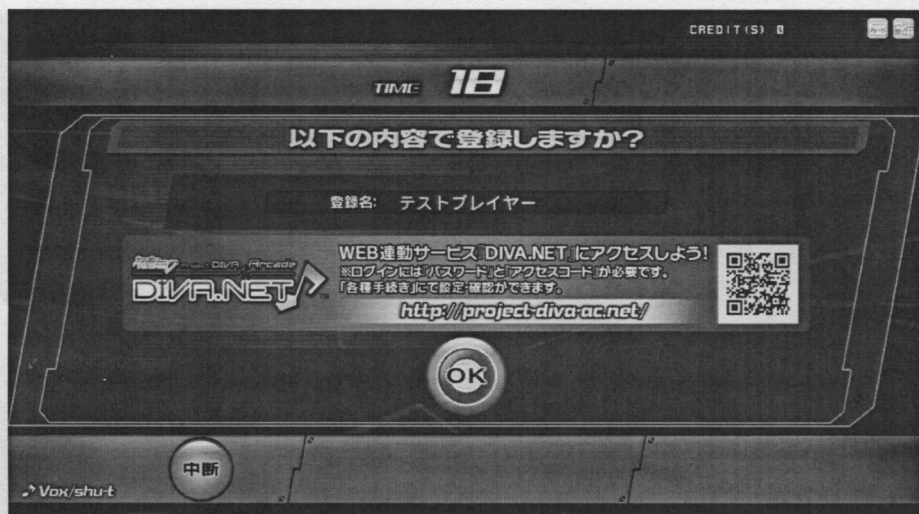 CREDIT(S) 0
TIME 18
以下の内容で登録しますか?
登録名: テストプレイヤー
PROJECT DIVA Arcade
DIVA.NET
TM
WEB連動サービス『DIVA.NET』にアクセスしよう!
※ログインには『パスワード』と『アクセスコード』が必要です。
「各種手続き」にて設定・確認ができます。
http://project-diva-ac.net/
OK
中断
♪ Vox/shu-t